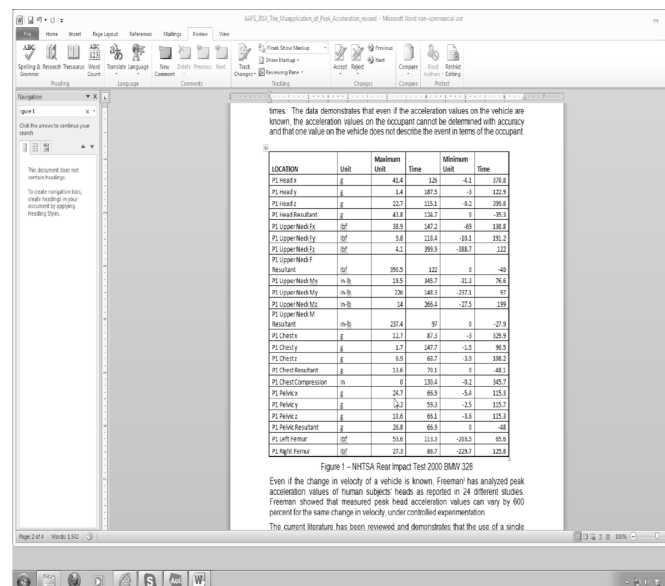 AAFS_2014_The_Misapplication_of_Peak_Acceleration_revised - Microsoft Word non-commercial use
File Home Insert Page Layout References Mailings Review View
Spelling & Grammar Research Thesaurus Word Count Translate Language New Comment Delete Previous Next Track Changes Final: Show Markup Show Markup Reviewing Pane Accept Reject Previous Next Compare Block Authors Restrict Editing
Proofing Language Comments Tracking Changes Compare Protect
Navigation
igure 1
Click the arrows to continue your search
This document does not contain headings.
To create navigation tabs, create headings in your document by applying Heading Styles.
times. The data demonstrates that even if the acceleration values on the vehicle are
known, the acceleration values on the occupant cannot be determined with accuracy
and that one value on the vehicle does not describe the event in terms of the occupant.
LOCATION Unit Maximum Unit Time Minimum Unit Time
P1 Head x g 41.4 126 -4.1 370.8
P1 Head y g 1.4 187.5 -3 122.9
P1 Head z g 22.7 115.1 -0.2 395.8
P1 Head Resultant g 43.8 124.7 0 -35.3
P1 Upper Neck Fx lbf 38.9 147.2 -69 130.8
P1 Upper Neck Fy lbf 9.8 118.4 -10.1 191.2
P1 Upper Neck Fz lbf 4.1 399.9 -388.7 122
P1 Upper Neck F
Resultant lbf 390.5 122 0 -40
P1 Upper Neck Mx in-lb 19.5 345.7 -31.3 76.6
P1 Upper Neck My in-lb 226 148.3 -237.1 97
P1 Upper Neck Mz in-lb 14 266.4 -27.5 199
P1 Upper Neck M
Resultant in-lb 237.4 97 0 -27.9
P1 Chest x g 12.7 87.3 -3 329.9
P1 Chest y g 1.7 147.7 -1.5 96.5
P1 Chest z g 6.9 68.7 -3.9 108.2
P1 Chest Resultant g 13.6 70.1 0 -48.1
P1 Chest Compression in 0 130.4 -0.2 345.7
P1 Pelvic x g 24.7 66.9 -5.4 115.3
P1 Pelvic y g 59.3 -2.5 115.7
P1 Pelvic z g 10.6 66.1 -3.6 115.3
P1 Pelvic Resultant g 26.8 66.9 0 -48
P1 Left Femur lbf 53.6 113.3 -203.5 65.6
P1 Right Femur lbf 27.3 88.7 -229.7 125.8
Figure 1 – NHTSA Rear Impact Test 2000 BMW 328
Even if the change in velocity of a vehicle is known, Freeman has analyzed peak
acceleration values of human subjects' heads as reported in 24 different studies.
Freeman showed that measured peak head acceleration values can vary by 600
percent for the same change in velocity, under controlled experimentation.
The current literature has been reviewed and demonstrates that the use of a single
Page: 2 of 4 Words: 1,542 100%